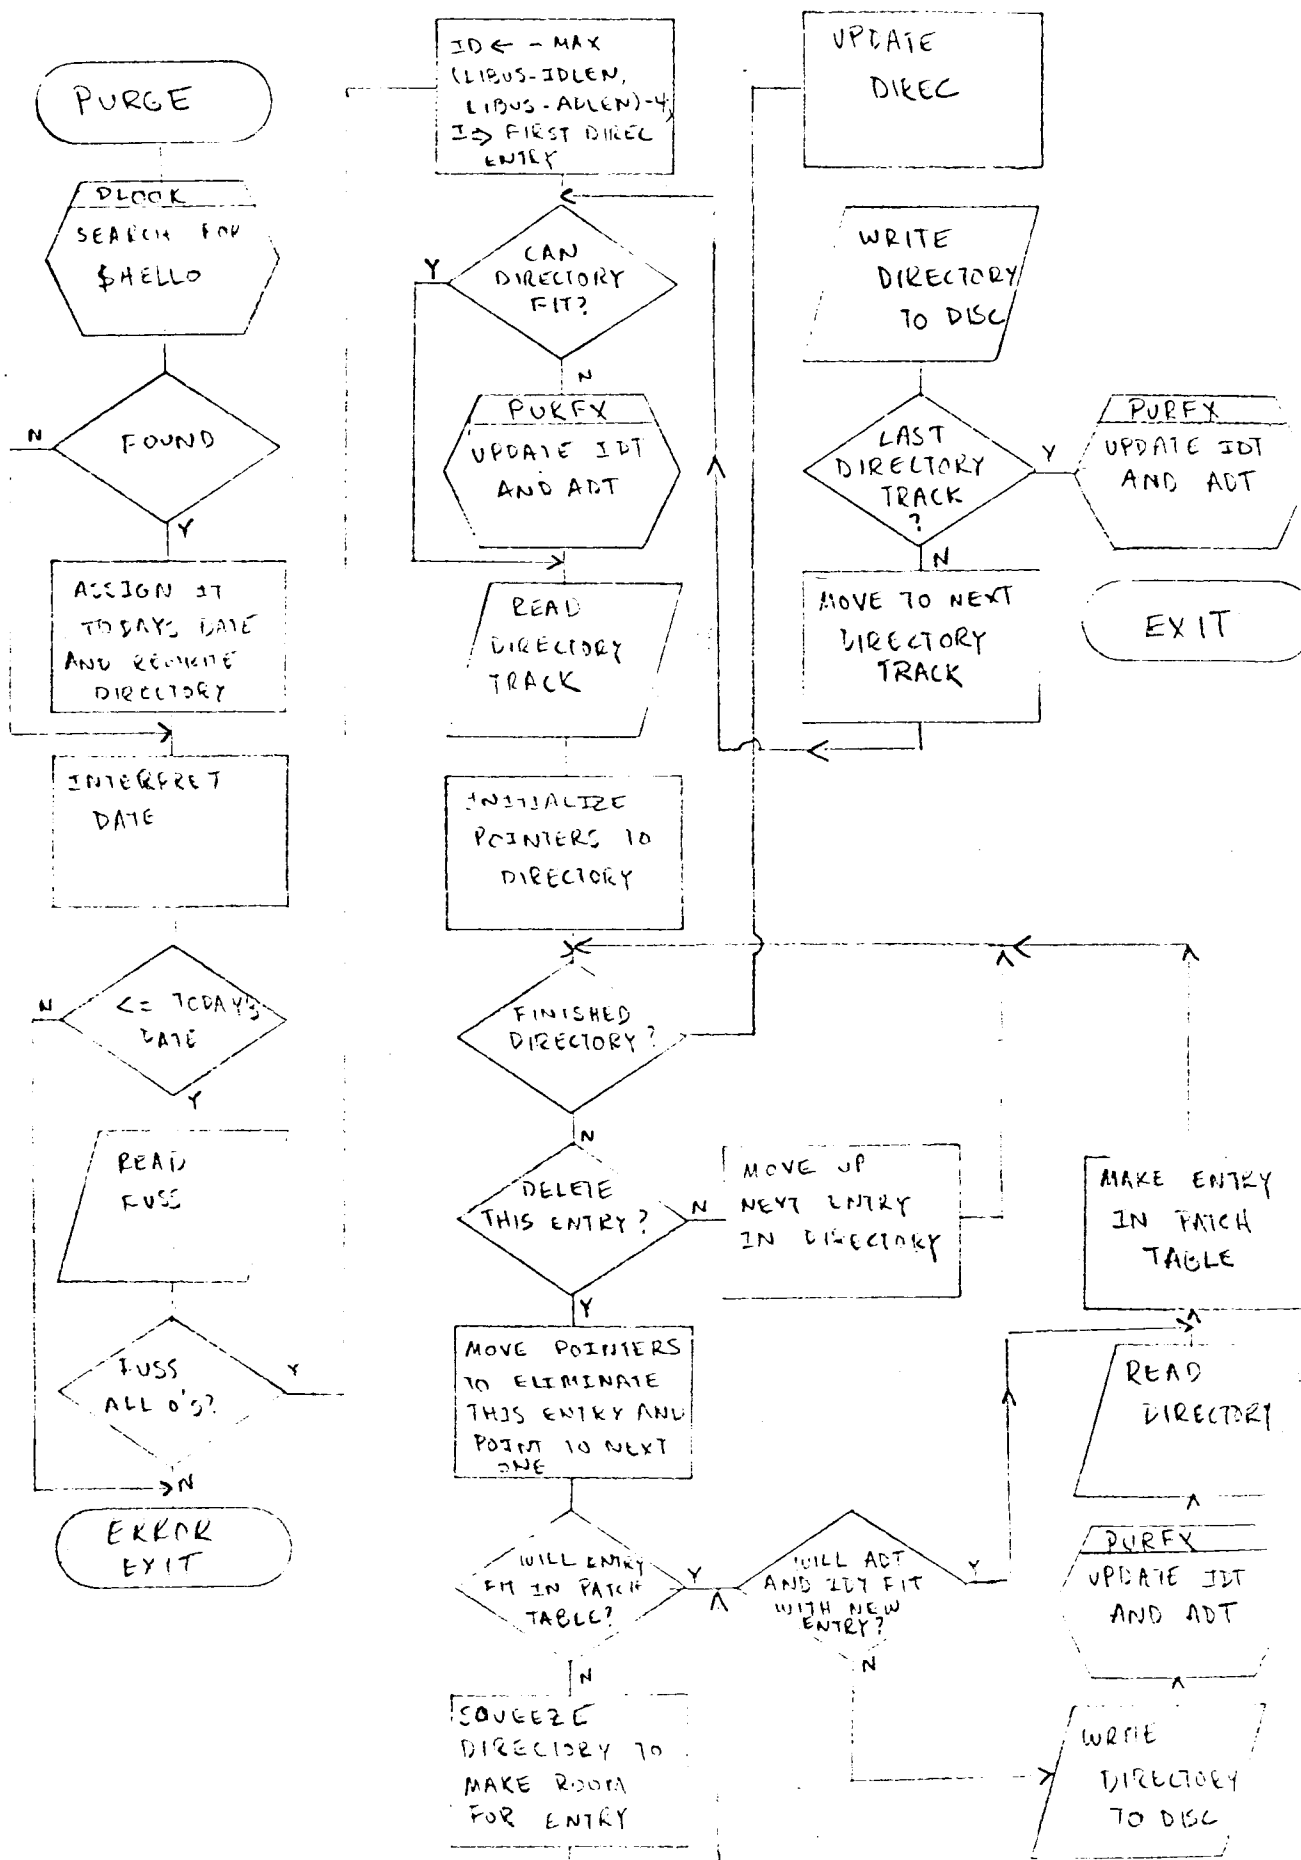 PURGE
DLOOK
SEARCH FOR
$HELLO
FOUND
N
Y
ASSIGN IT
TODAYS DATE
AND REWRITE
DIRECTORY
INTERPRET
DATE
<= TODAY'S
DATE
N
Y
READ
FUSS
FUSS
ALL 0'S?
Y
N
ERROR
EXIT
ID ← - MAX
(LIBUS-IDLEN,
LIBUS-ADLEN)-4,
I⇒ FIRST DIREC
ENTRY
CAN
DIRECTORY
FIT?
Y
N
PURFX
UPDATE IDT
AND ADT
READ
DIRECTORY
TRACK
INITIALIZE
POINTERS TO
DIRECTORY
FINISHED
DIRECTORY?
N
DELETE
THIS ENTRY?
N
Y
MOVE UP
NEXT ENTRY
IN DIRECTORY
MOVE POINTERS
TO ELIMINATE
THIS ENTRY AND
POINT TO NEXT
ONE
WILL ENTRY
FIT IN PATCH
TABLE?
Y
N
SQUEEZE
DIRECTORY TO
MAKE ROOM
FOR ENTRY
WILL ADT
AND IDT FIT
WITH NEW
ENTRY?
Y
N
UPDATE
DIREC
WRITE
DIRECTORY
TO DISC
LAST
DIRECTORY
TRACK
?
Y
N
PURFX
UPDATE IDT
AND ADT
EXIT
MOVE TO NEXT
DIRECTORY
TRACK
MAKE ENTRY
IN PATCH
TABLE
READ
DIRECTORY
PURFX
UPDATE IDT
AND ADT
WRITE
DIRECTORY
TO DISC